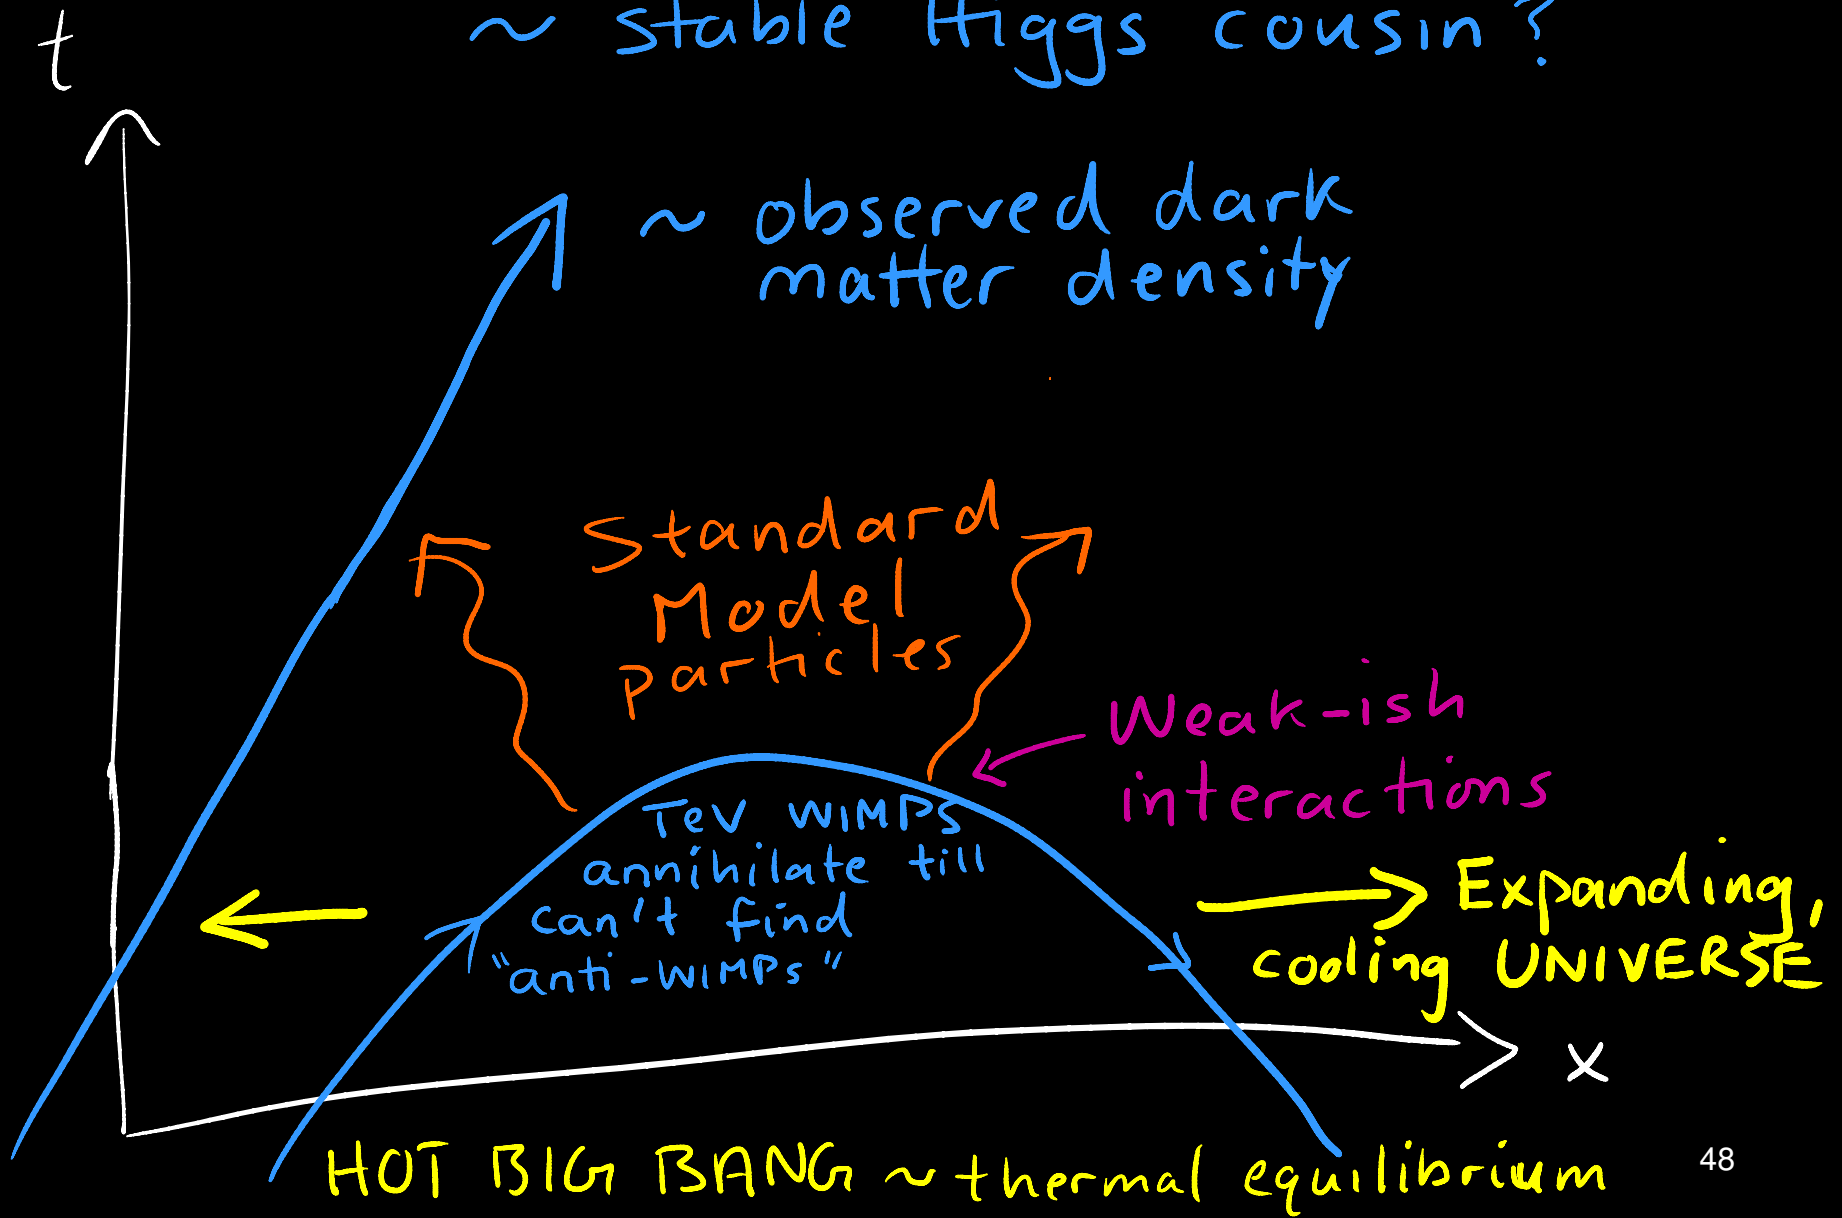 t
~ stable Higgs cousin?
~ observed dark
matter density
Standard
Model
particles
Weak-ish
interactions
TeV WIMPs
annihilate till
can't find
"anti-WIMPs"
Expanding,
cooling UNIVERSE
x
HOT BIG BANG ~ thermal equilibrium
48